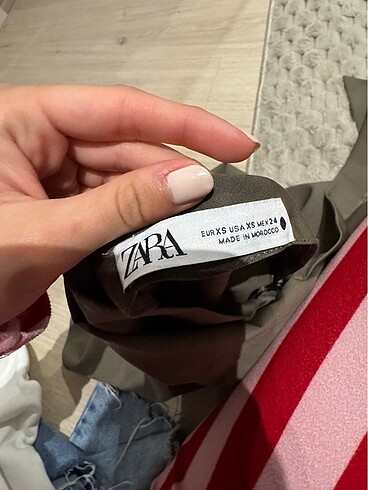 ZARA
EUR XS USA XS MEX 24
MADE IN MOROCCO